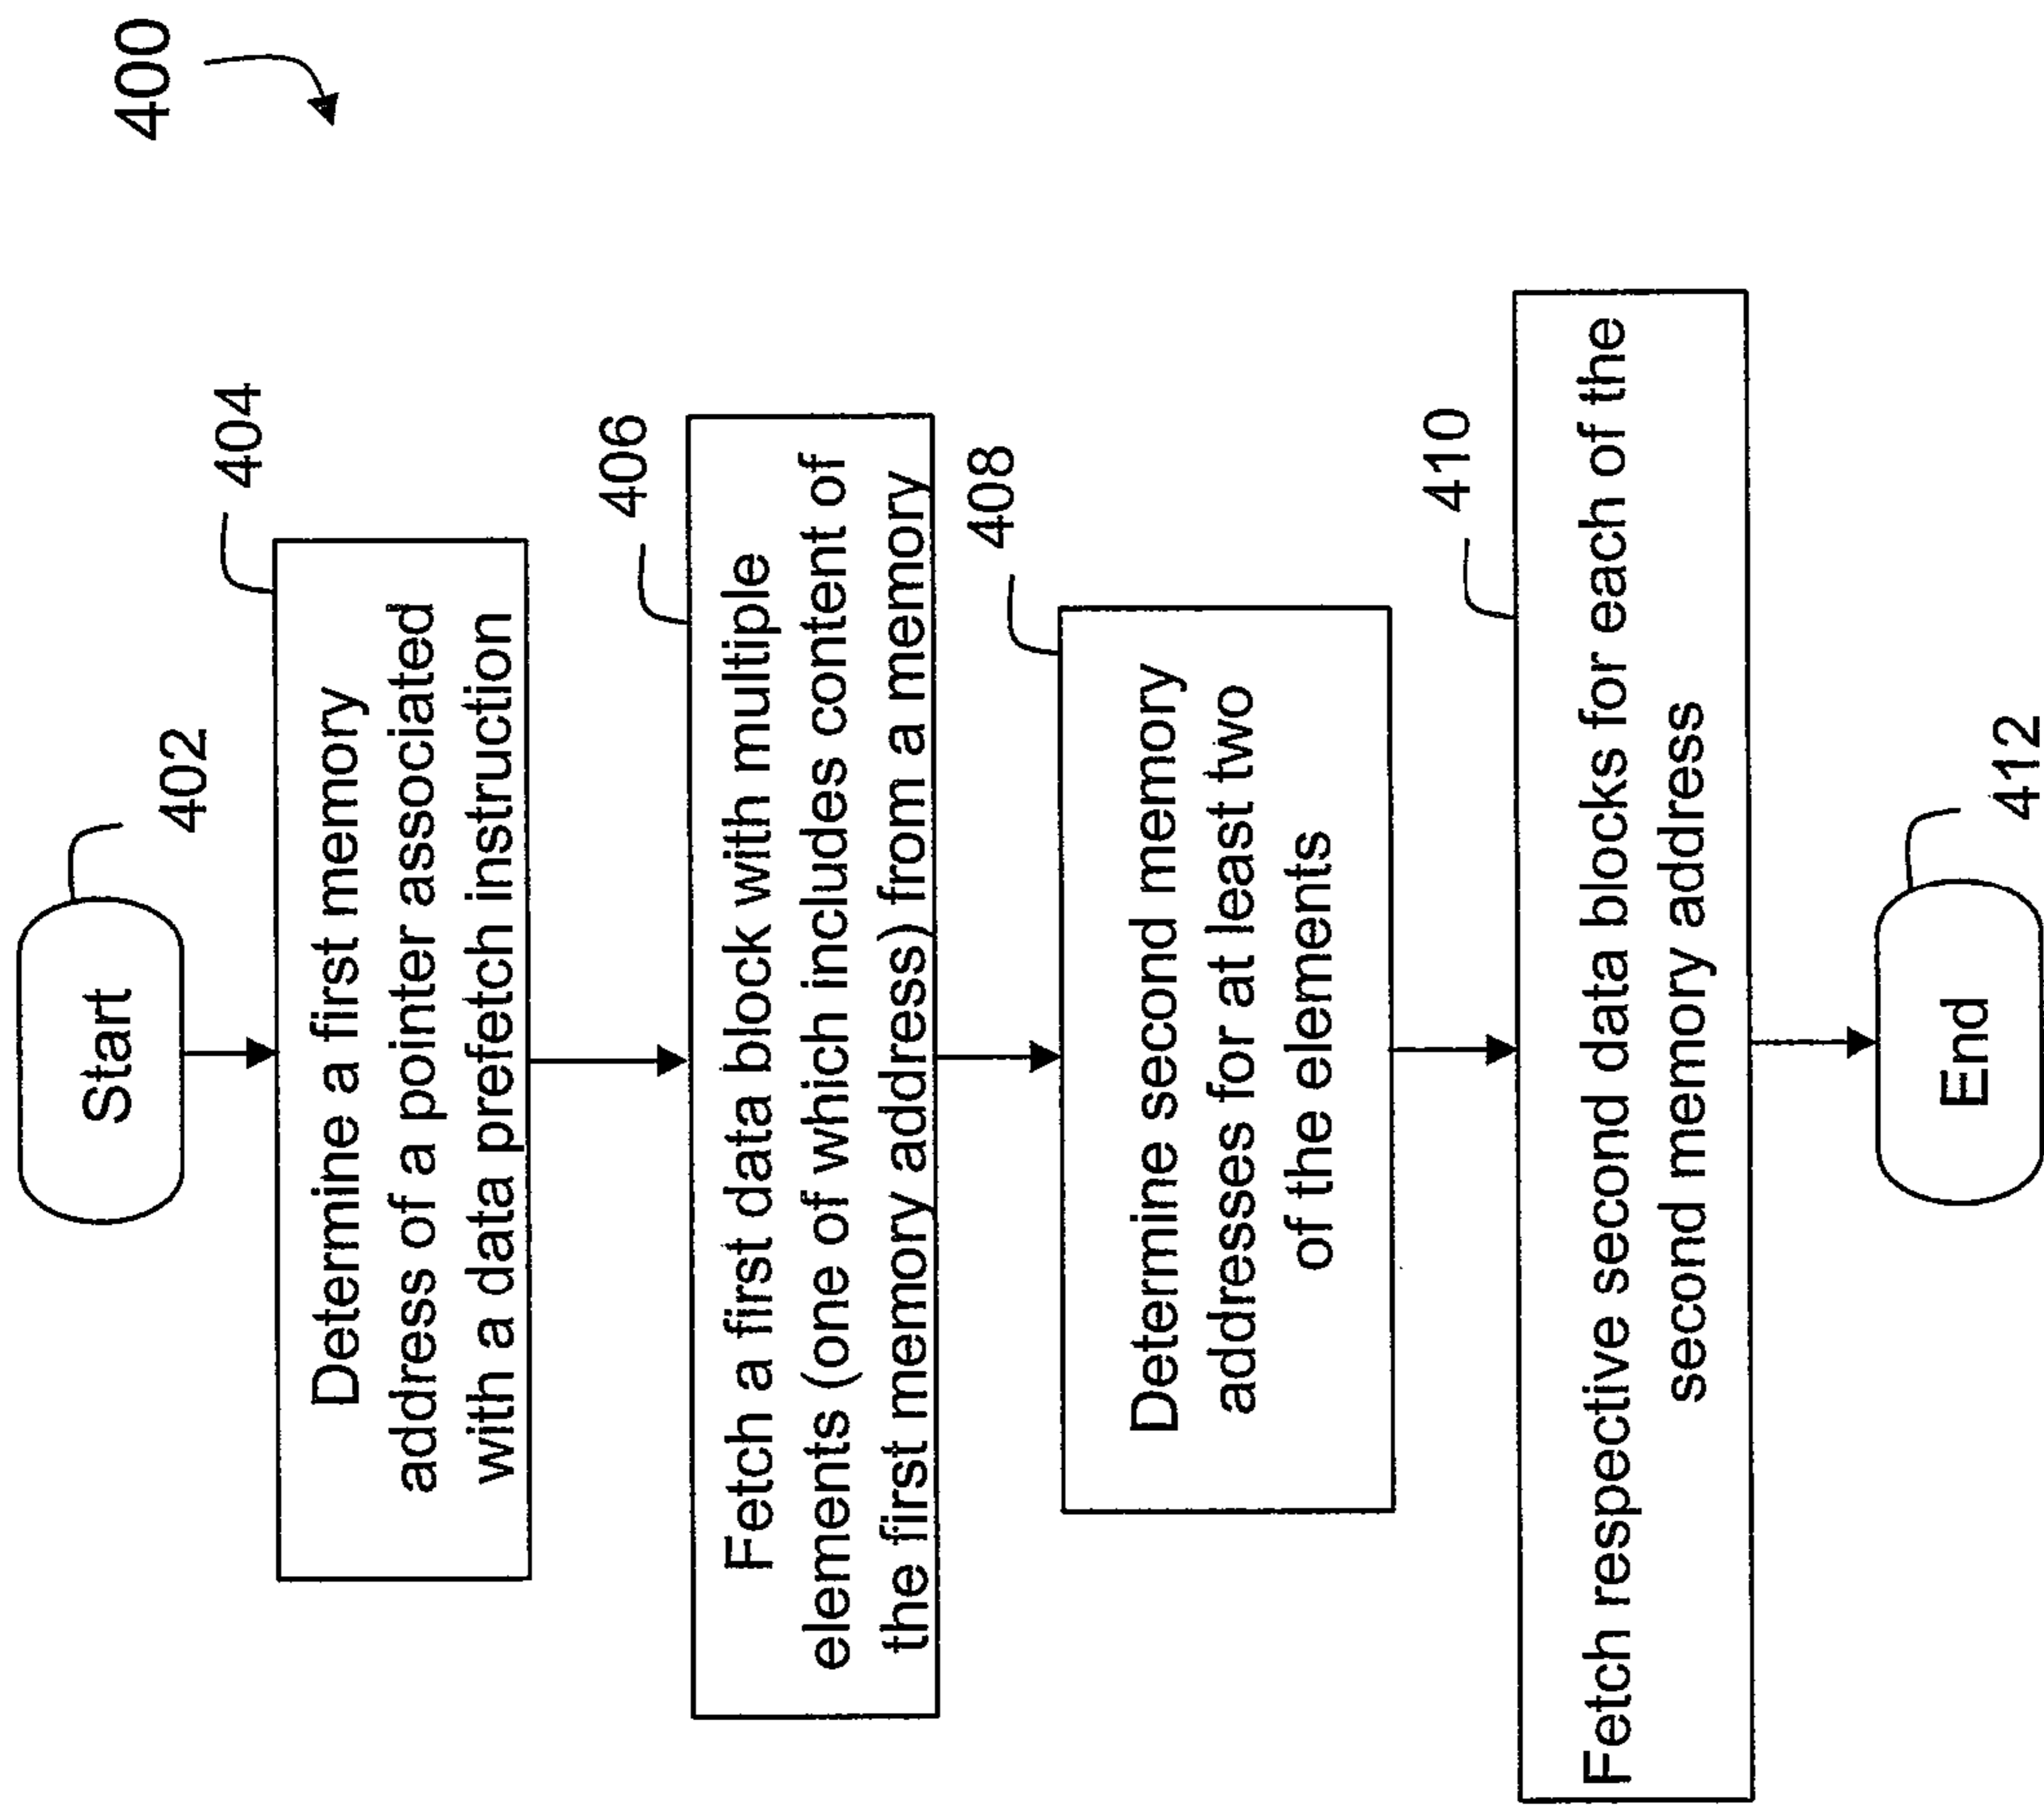 400
Start
402
Determine a first memory
address of a pointer associated
with a data prefetch instruction
404
Fetch a first data block with multiple
elements (one of which includes content of
the first memory address) from a memory
406
Determine second memory
addresses for at least two
of the elements
408
Fetch respective second data blocks for each of the
second memory address
410
End
412